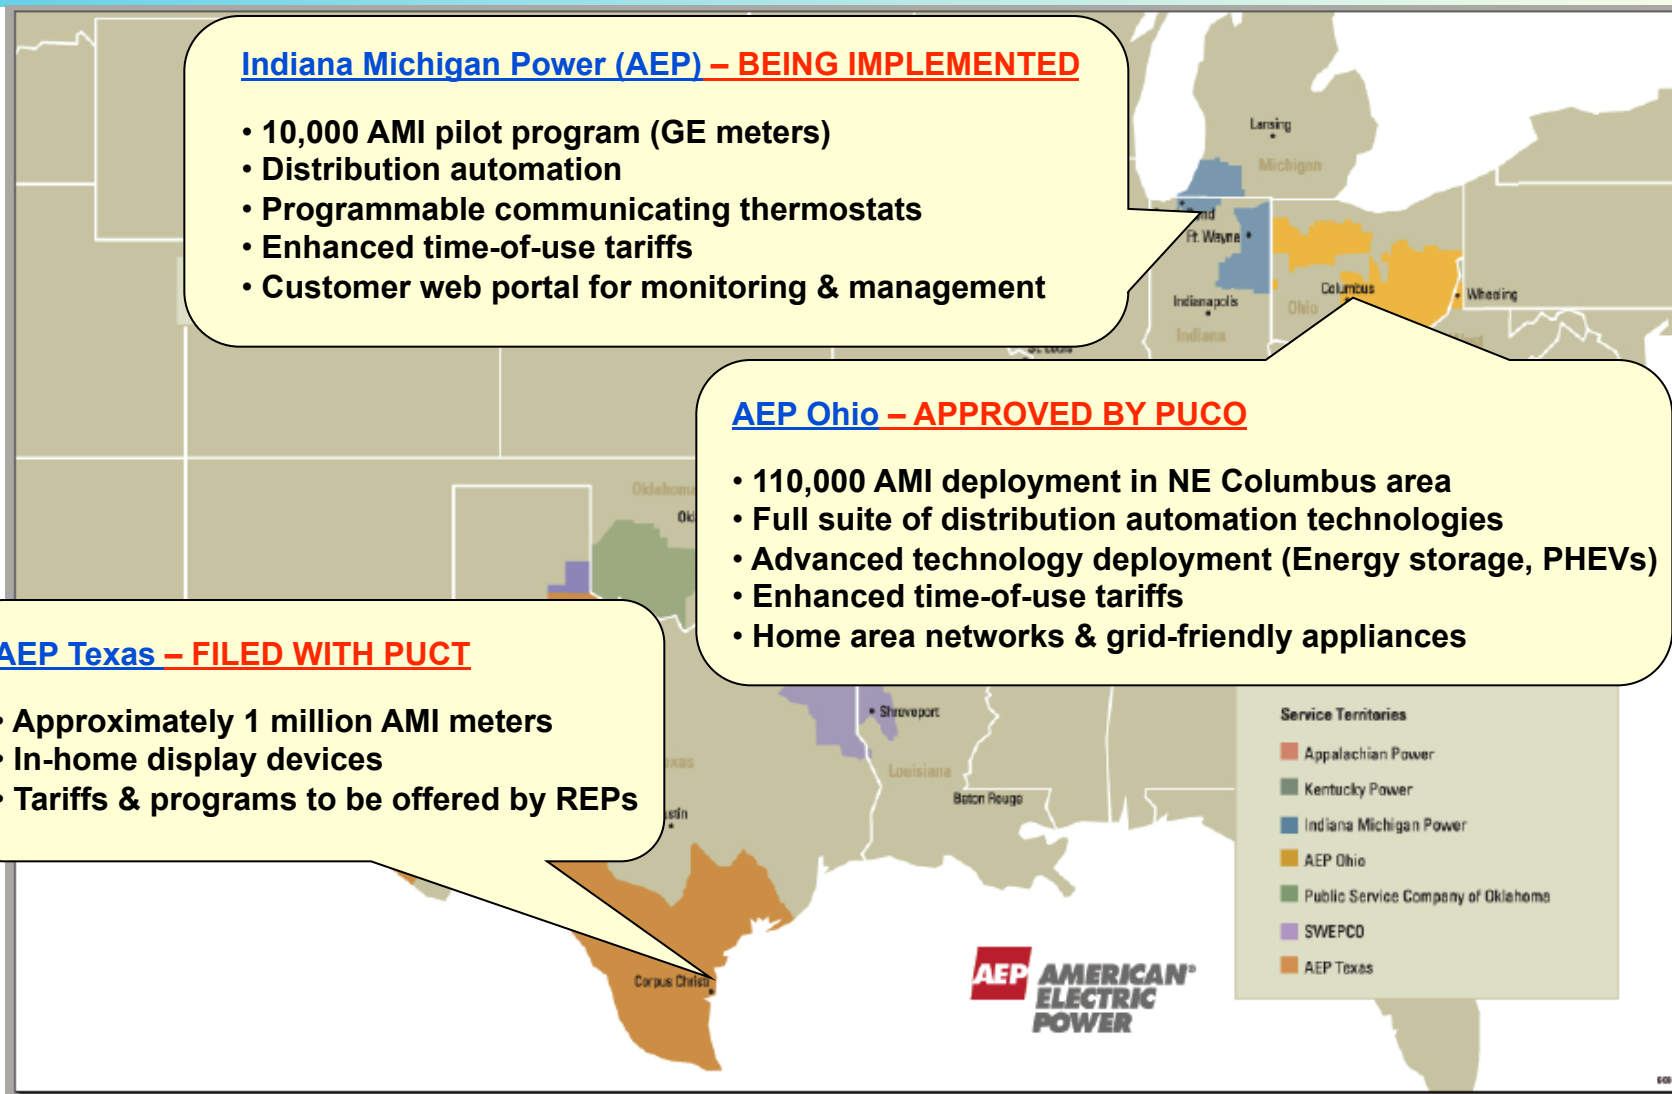 Indiana Michigan Power (AEP) – BEING IMPLEMENTED
• 10,000 AMI pilot program (GE meters)
• Distribution automation
• Programmable communicating thermostats
• Enhanced time-of-use tariffs
• Customer web portal for monitoring & management
Lansing
Michigan
Ft. Wayne
Indianapolis
Indiana
Columbus
Ohio
Wheeling
AEP Ohio – APPROVED BY PUCO
• 110,000 AMI deployment in NE Columbus area
• Full suite of distribution automation technologies
• Advanced technology deployment (Energy storage, PHEVs)
• Enhanced time-of-use tariffs
• Home area networks & grid-friendly appliances
Oklahoma
AEP Texas – FILED WITH PUCT
• Approximately 1 million AMI meters
• In-home display devices
• Tariffs & programs to be offered by REPs
Shreveport
Louisiana
Baton Rouge
Corpus Christi
Service Territories
Appalachian Power
Kentucky Power
Indiana Michigan Power
AEP Ohio
Public Service Company of Oklahoma
SWEPCO
AEP Texas
AEP AMERICAN®
ELECTRIC
POWER